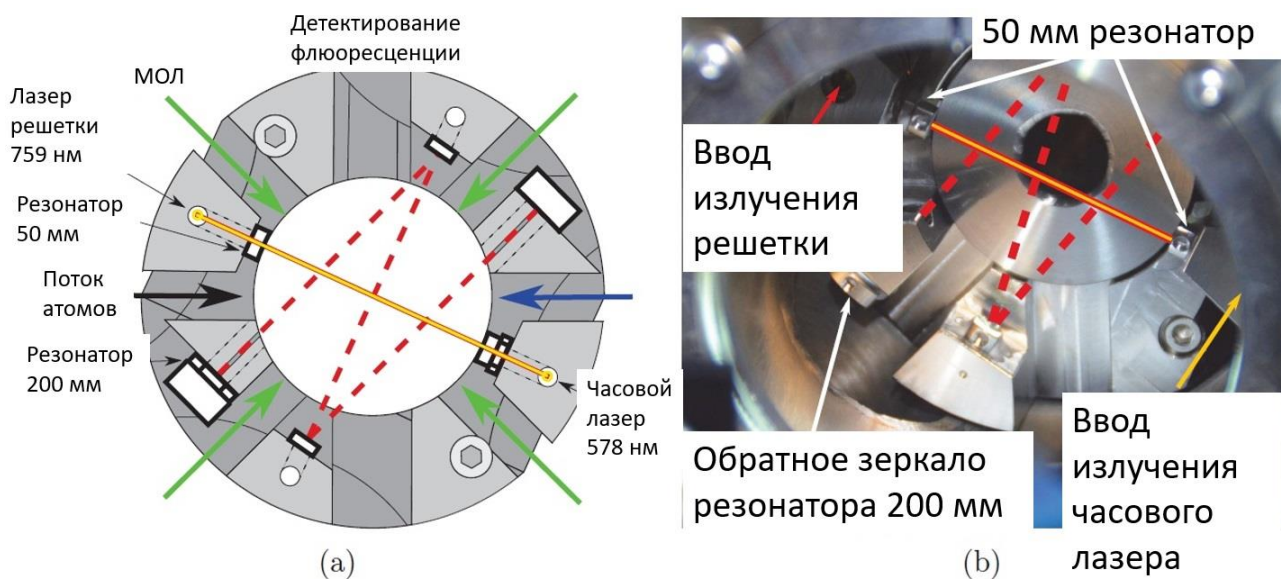 Детектирование
флюоресценции
МОЛ
Лазер
решетки
759 нм
Резонатор
50 мм
Поток
атомов
Резонатор
200 мм
Часовой
лазер
578 нм
(a)
50 мм резонатор
Ввод
излучения
решетки
Обратное зеркало
резонатора 200 мм
Ввод
излучения
часового
лазера
(b)